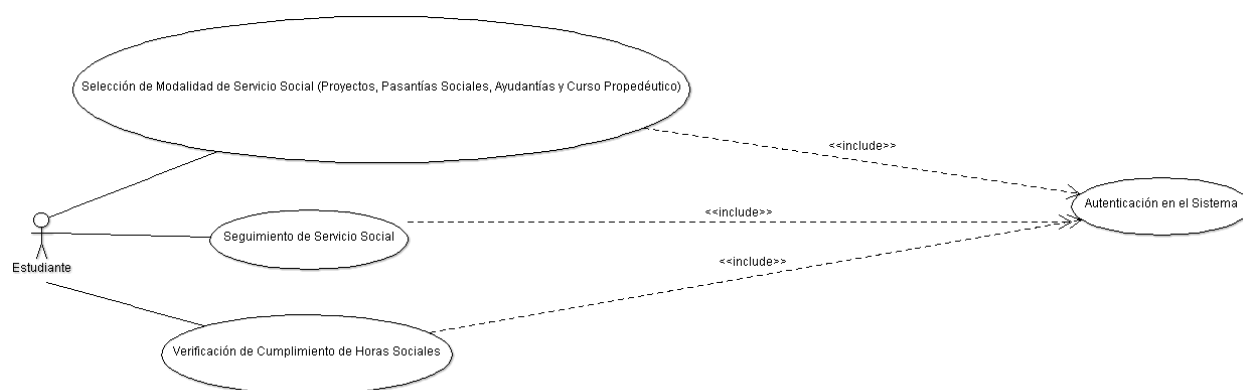 Selección de Modalidad de Servicio Social (Proyectos, Pasantías Sociales, Ayudantías y Curso Propedéutico)
<<include>>
Autenticación en el Sistema
<<include>>
Seguimiento de Servicio Social
Estudiante
<<include>>
Verificación de Cumplimiento de Horas Sociales